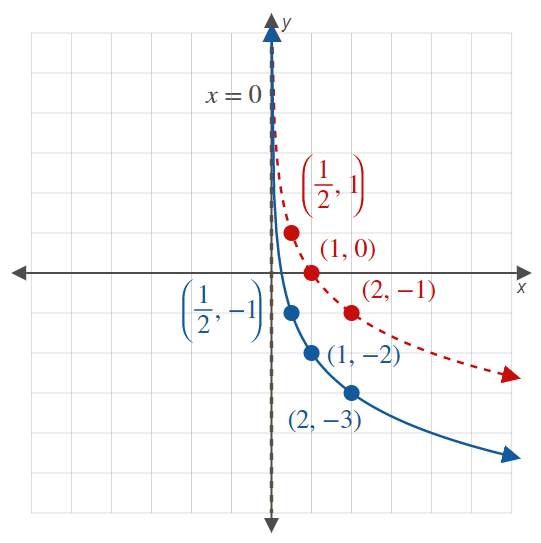 y
x = 0
(1/2, 1)
(1, 0)
(2, −1)
x
(1/2, −1)
(1, −2)
(2, −3)